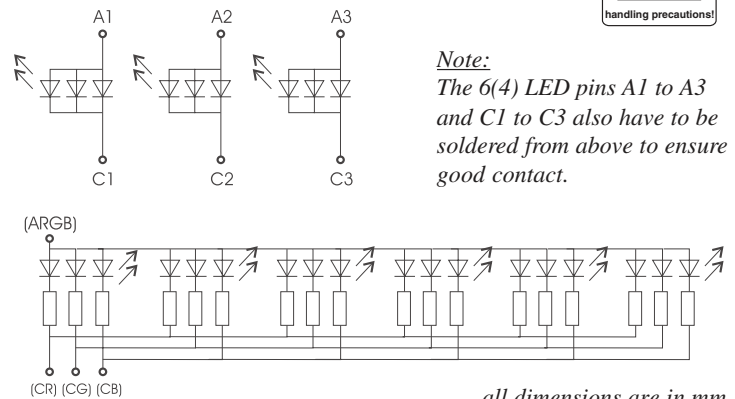 handling precautions!
A1 A2 A3
C1 C2 C3
Note:
The 6(4) LED pins A1 to A3
and C1 to C3 also have to be
soldered from above to ensure
good contact.
(ARGB)
(CR) (CG) (CB)
all dimensions are in mm